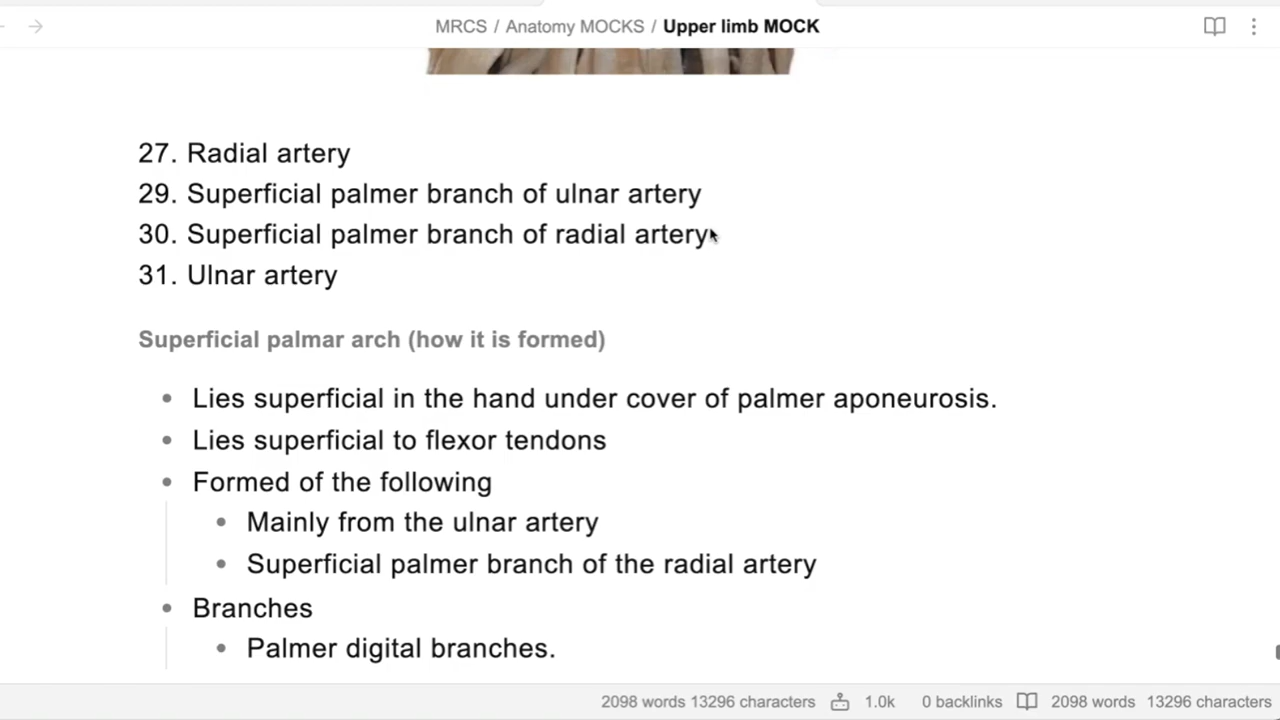 MRCS / Anatomy MOCKS / Upper limb MOCK
27. Radial artery
29. Superficial palmer branch of ulnar artery
30. Superficial palmer branch of radial artery
31. Ulnar artery
Superficial palmar arch (how it is formed)
• Lies superficial in the hand under cover of palmer aponeurosis.
• Lies superficial to flexor tendons
• Formed of the following
• Mainly from the ulnar artery
• Superficial palmer branch of the radial artery
• Branches
• Palmer digital branches.
2098 words 13296 characters 1.0k 0 backlinks 2098 words 13296 characters